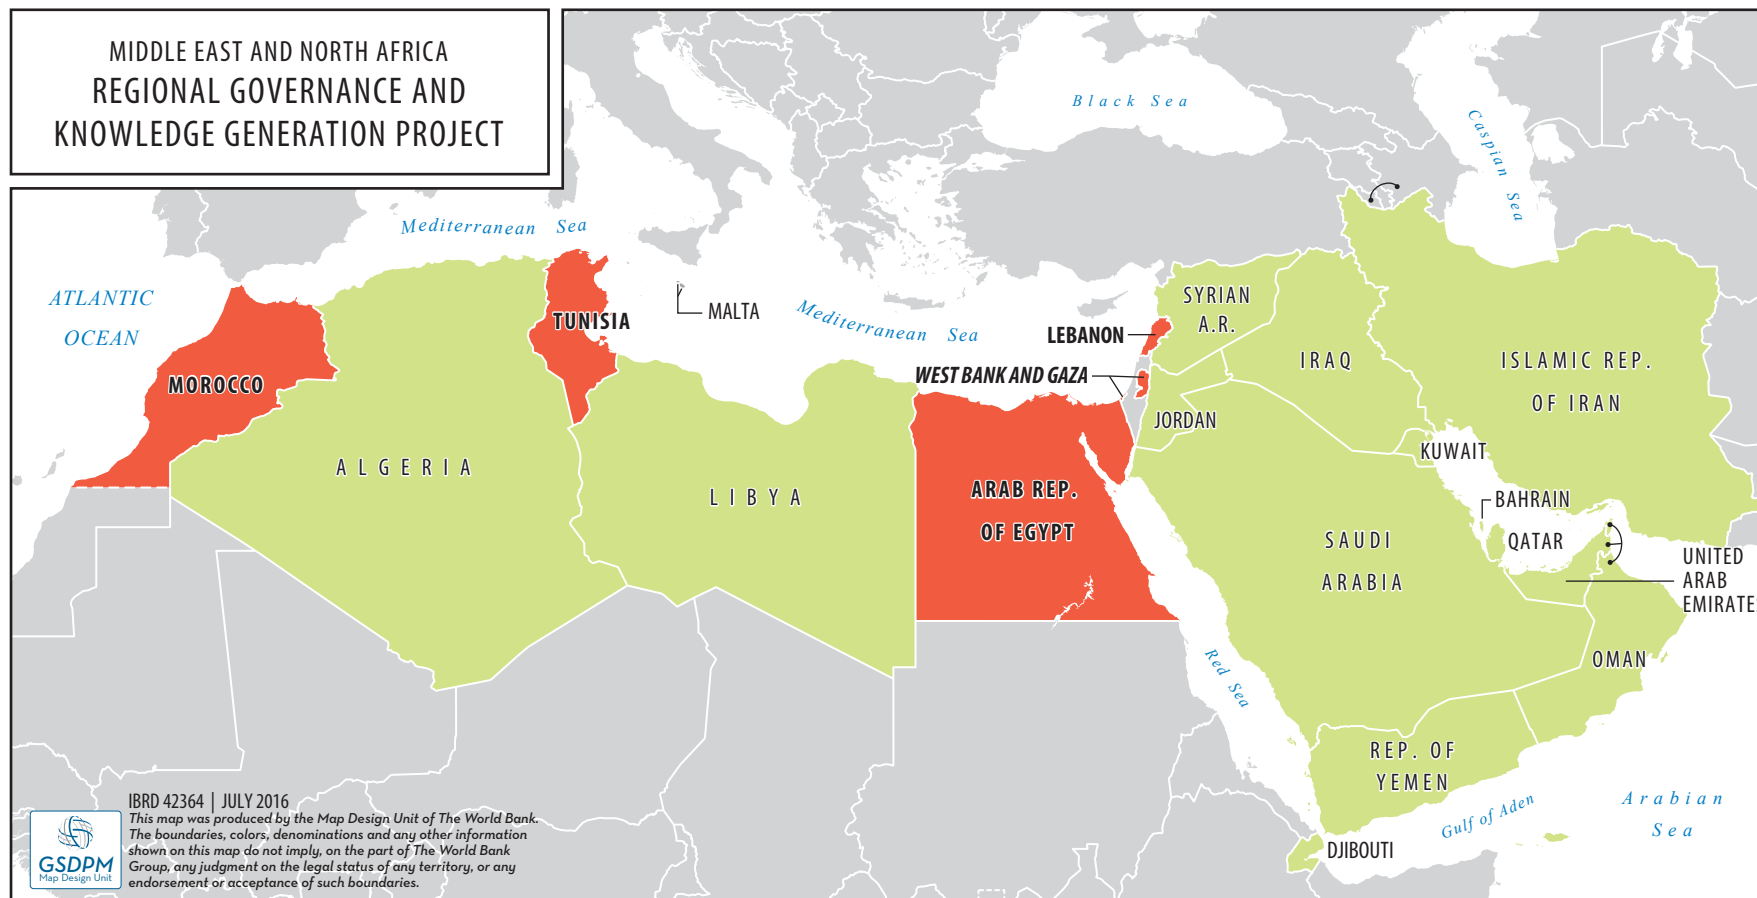 MIDDLE EAST AND NORTH AFRICA
REGIONAL GOVERNANCE AND
KNOWLEDGE GENERATION PROJECT
Black Sea
Caspian Sea
Mediterranean Sea
ATLANTIC
OCEAN
MALTA
Mediterranean Sea
TUNISIA
MOROCCO
SYRIAN
A.R.
LEBANON
IRAQ
ISLAMIC REP.
OF IRAN
WEST BANK AND GAZA
JORDAN
KUWAIT
ALGERIA
LIBYA
ARAB REP.
OF EGYPT
BAHRAIN
QATAR
SAUDI
ARABIA
UNITED
ARAB
EMIRATES
OMAN
Red Sea
REP. OF
YEMEN
Gulf of Aden
Arabian
Sea
DJIBOUTI
IBRD 42364 | JULY 2016
This map was produced by the Map Design Unit of The World Bank.
The boundaries, colors, denominations and any other information
shown on this map do not imply, on the part of The World Bank
Group, any judgment on the legal status of any territory, or any
endorsement or acceptance of such boundaries.
GSDPM
Map Design Unit